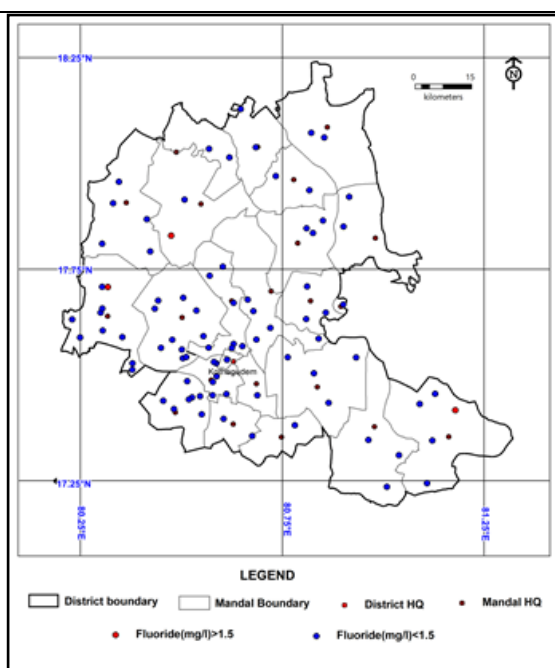 18:25°N
0 15
kilometers
N
17:75°N
Kothagudem
17:25°N
80.25°E 80.75°E 81.25°E
LEGEND
District boundary Mandal Boundary District HQ Mandal HQ
Fluoride(mg/l)>1.5 Fluoride(mg/l)<1.5